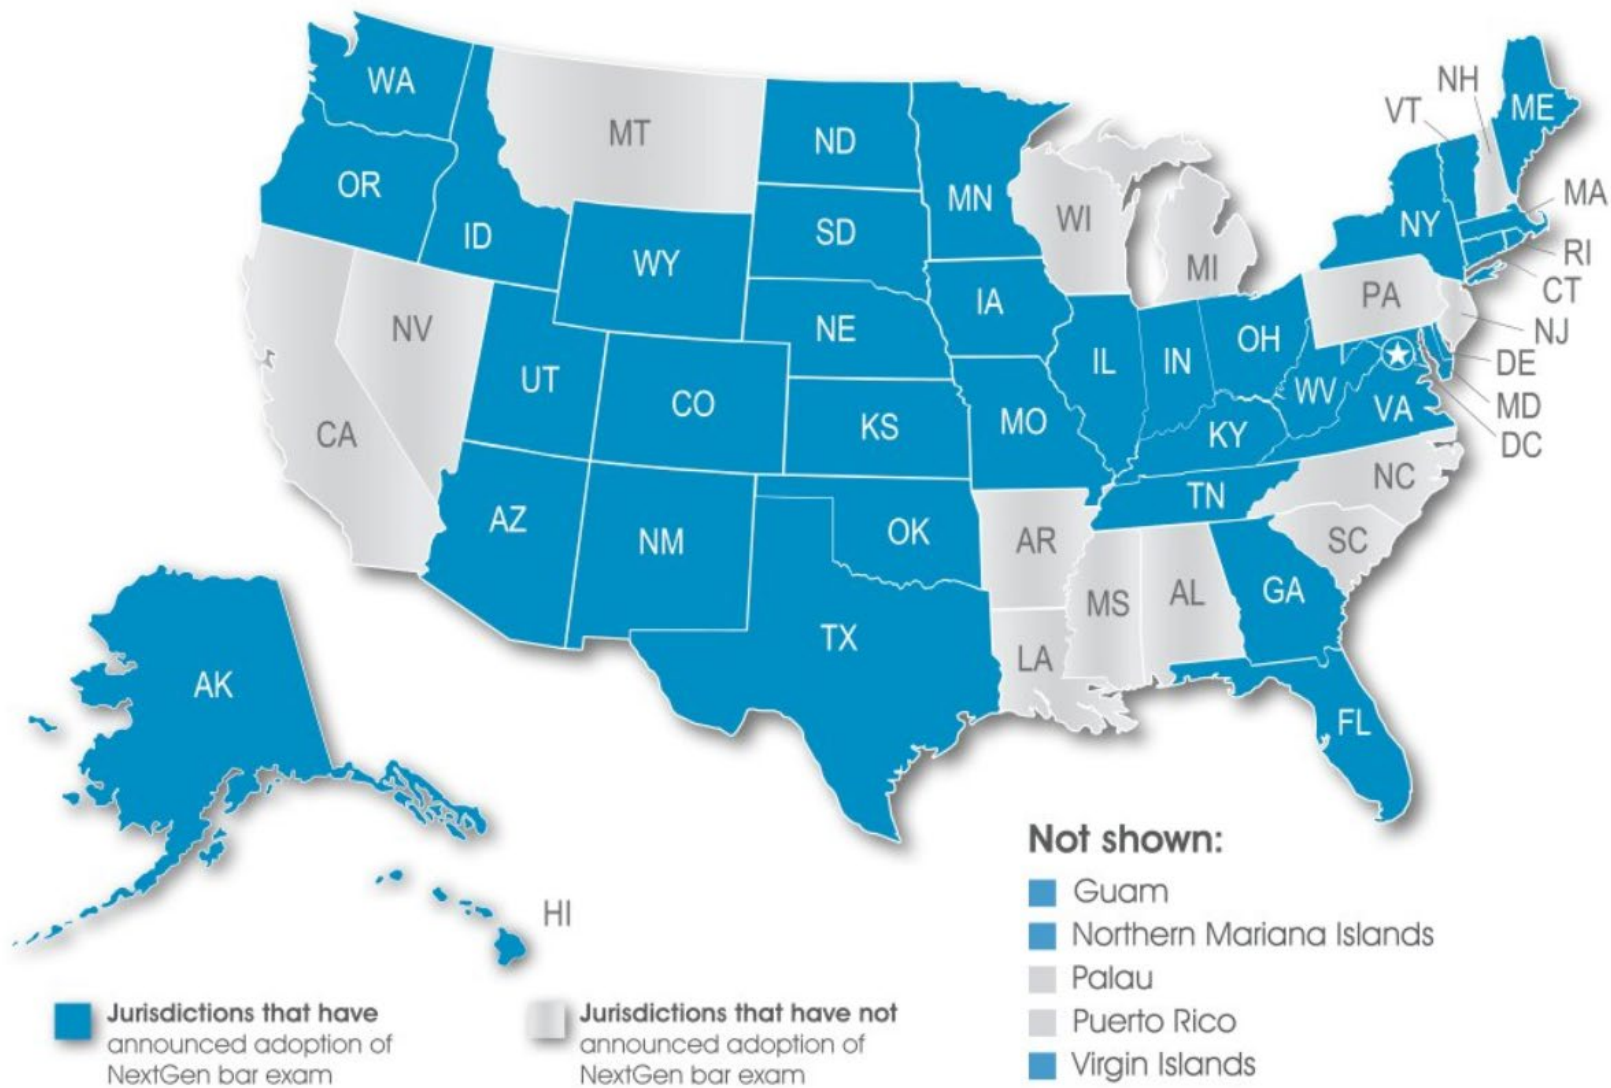 WA
MT
ND
MN
OR
ID
WY
SD
WI
MI
NY
VT
NH
ME
MA
RI
CT
NJ
DE
MD
DC
PA
NV
CA
UT
CO
NE
IA
IL
IN
OH
WV
VA
KS
MO
KY
NC
TN
SC
AZ
NM
OK
AR
MS
AL
GA
TX
LA
FL
AK
HI
Not shown:
Guam
Northern Mariana Islands
Palau
Puerto Rico
Virgin Islands
Jurisdictions that have
announced adoption of
NextGen bar exam
Jurisdictions that have not
announced adoption of
NextGen bar exam